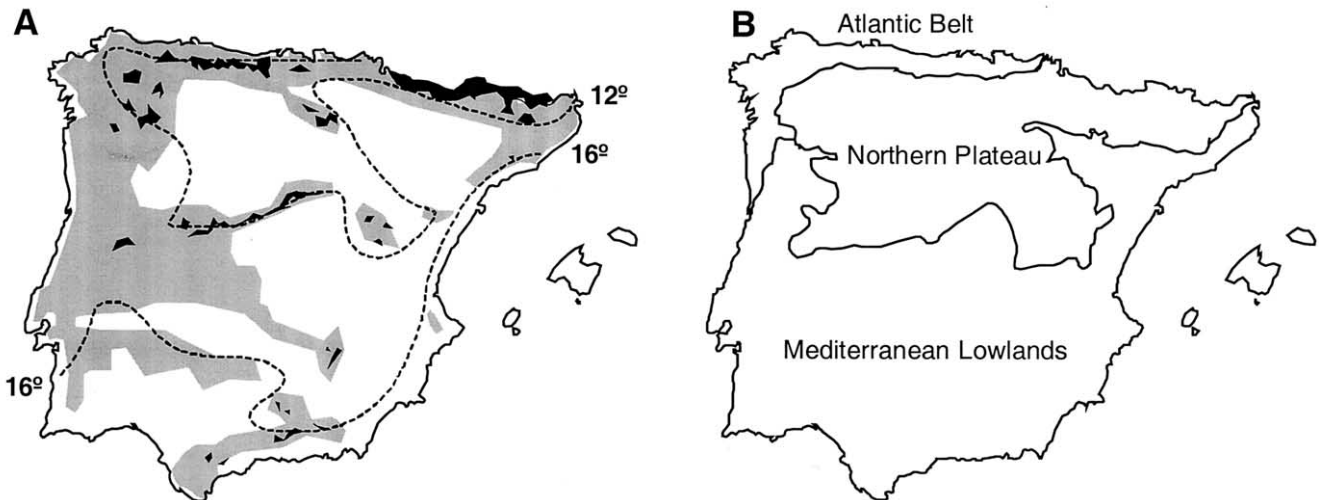 A
12º
16º
16º
B
Atlantic Belt
Northern Plateau
Mediterranean Lowlands